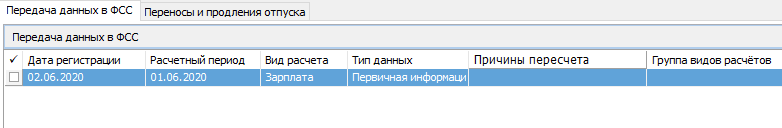 Передача данных в ФСС Переносы и продления отпуска
Передача данных в ФСС
✓ Дата регистрации Расчетный период Вид расчета Тип данных Причины пересчета Группа видов расчётов
02.06.2020 01.06.2020 Зарплата Первичная информаци